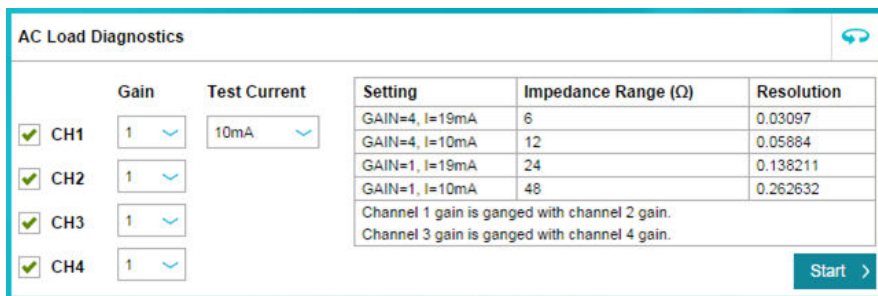 AC Load Diagnostics
Gain Test Current
CH1 1 10mA
CH2 1
CH3 1
CH4 1
Setting Impedance Range (Ω) Resolution
GAIN=4, I=19mA 6 0.03097
GAIN=4, I=10mA 12 0.05884
GAIN=1, I=19mA 24 0.138211
GAIN=1, I=10mA 48 0.262632
Channel 1 gain is ganged with channel 2 gain.
Channel 3 gain is ganged with channel 4 gain.
Start